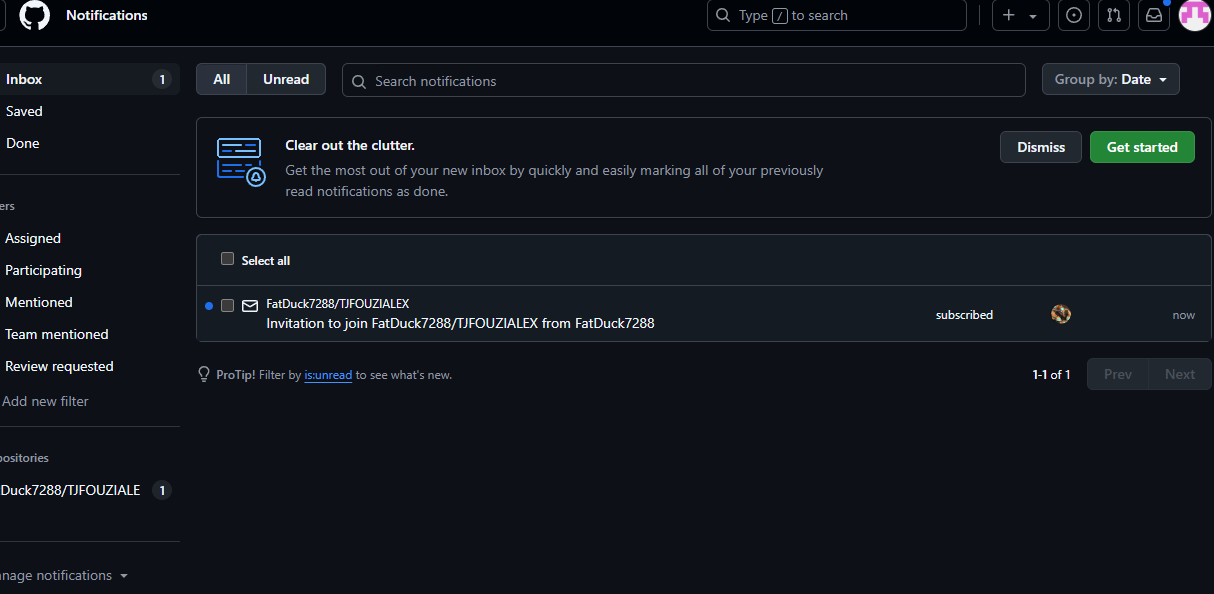 Notifications
Type / to search
Inbox 1
Saved
Done
ers
Assigned
Participating
Mentioned
Team mentioned
Review requested
Add new filter
ositories
Duck7288/TJFOUZIALE 1
nage notifications
All Unread Search notifications Group by: Date
Clear out the clutter.
Get the most out of your new inbox by quickly and easily marking all of your previously
read notifications as done.
Dismiss Get started
Select all
FatDuck7288/TJFOUZIALEX
Invitation to join FatDuck7288/TJFOUZIALEX from FatDuck7288
subscribed now
ProTip! Filter by is:unread to see what's new.
1-1 of 1 Prev Next